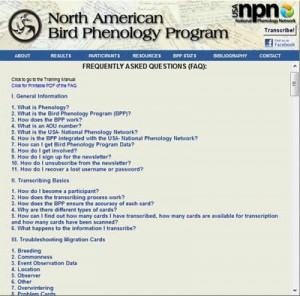 North American
Bird Phenology Program
USA npn
National Phenology Network
Transcribe!
Find us on
Facebook
ABOUT RESULTS PARTICIPANTS RESOURCES BPP STATS BIBLIOGRAPHY CONTACT
FREQUENTLY ASKED QUESTIONS (FAQ):
Click to go to the Training Manual
Click for Printable PDF of the FAQ
I. General Information
1. What is Phenology?
2. What is the Bird Phenology Program (BPP)?
3. How does the BPP work?
4. What is an AOU number?
5. What is the USA- National Phenology Network?
6. How is the BPP integrated with the USA- National Phenology Network?
7. How can I get Bird Phenology Program Data?
8. How do I get involved?
9. How do I sign up for the newsletter?
10. How do I unsubscribe from the newsletter?
11. How do I recover a lost username or password?
II. Transcribing Basics
1. How do I become a participant?
2. How does the transcribing process work?
3. How does the BPP ensure the accuracy of each card?
4. Why are there different types of cards?
5. How can I find out how many cards I have transcribed, how many cards are available for transcription
and how many cards have been scanned?
6. What happens to the information I transcribe?
III. Troubleshooting Migration Cards
1. Breeding
2. Commonness
3. Event Observation Data
4. Location
5. Observer
6. Other
7. Overwintering
8. Problem Cards